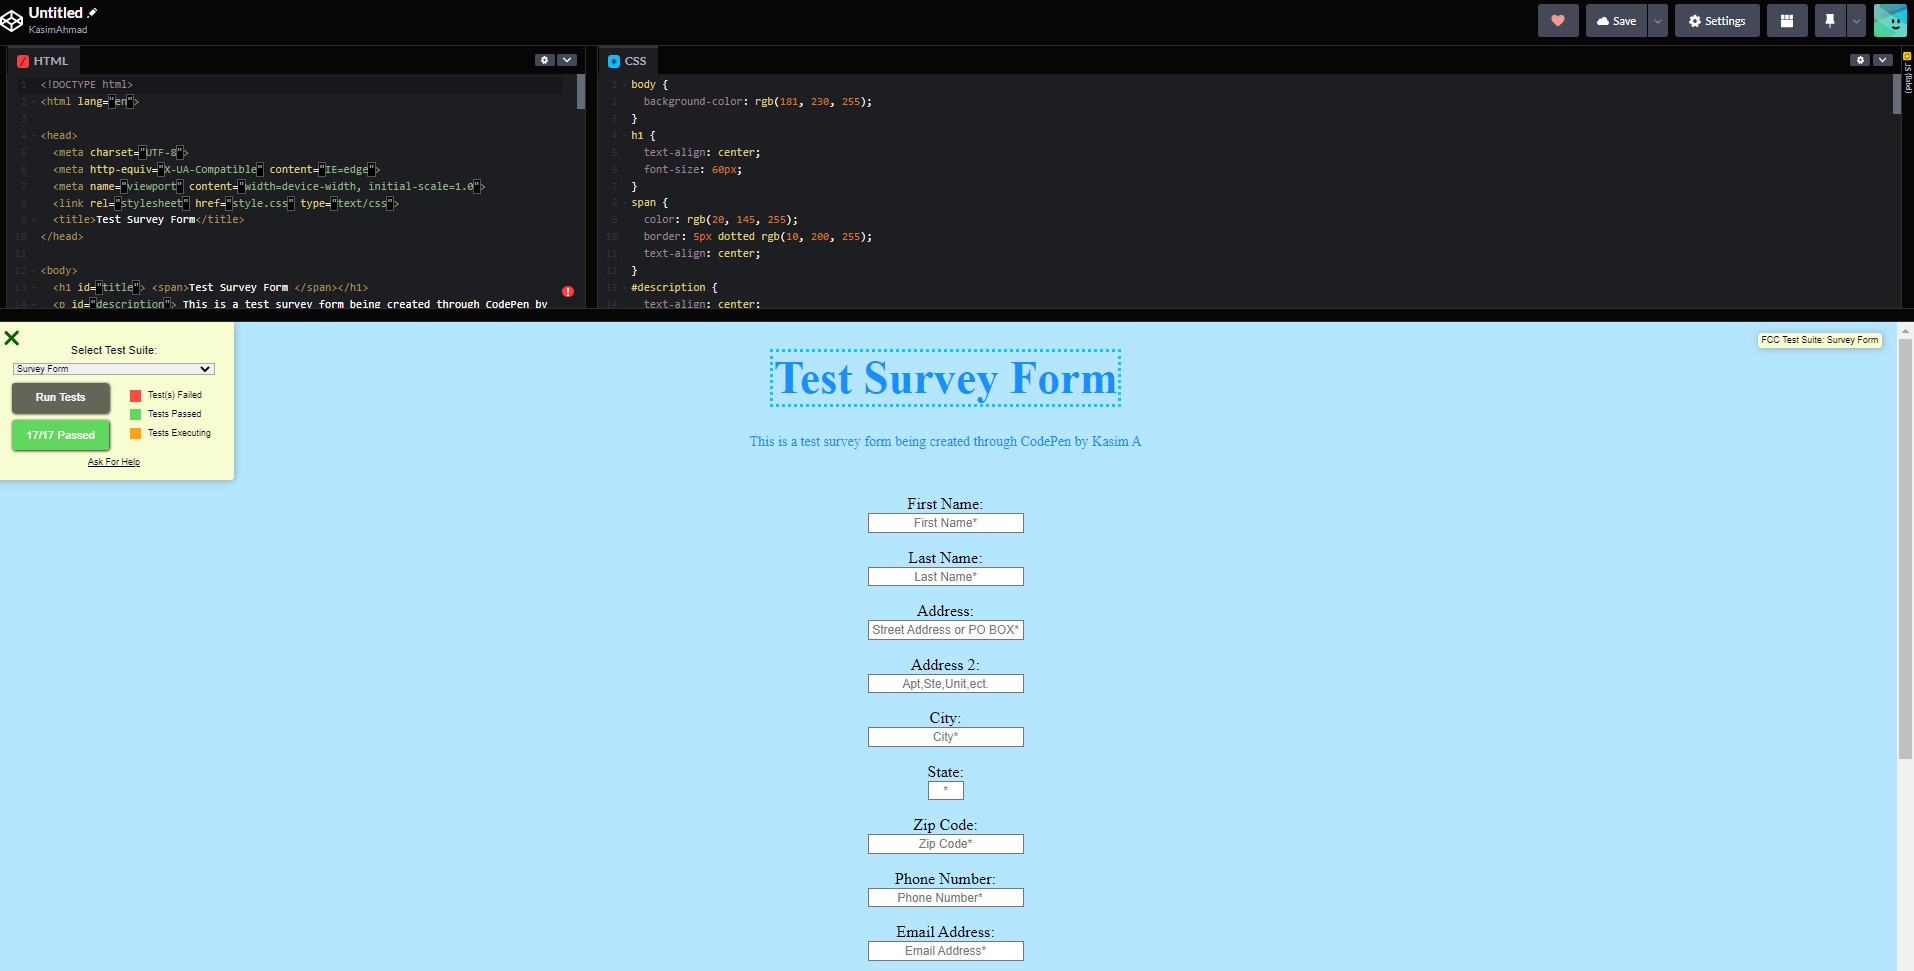 Untitled
KasimAhmad
Save
Settings
HTML
1 <!DOCTYPE html>
2 <html lang="en">
3
4 <head>
5 <meta charset="UTF-8">
6 <meta http-equiv="X-UA-Compatible" content="IE=edge">
7 <meta name="viewport" content="width=device-width, initial-scale=1.0">
8 <link rel="stylesheet" href="style.css" type="text/css">
9 <title>Test Survey Form</title>
10 </head>
11
12 <body>
13 <h1 id="title"> <span>Test Survey Form </span></h1>
14 <p id="description"> This is a test survey form being created through CodePen by
CSS
1 body {
2 background-color: rgb(181, 230, 255);
3 }
4 h1 {
5 text-align: center;
6 font-size: 60px;
7 }
8 span {
9 color: rgb(20, 145, 255);
10 border: 5px dotted rgb(10, 200, 255);
11 text-align: center;
12 }
13 #description {
14 text-align: center;
JS (Babel)
Select Test Suite:
Survey Form
Run Tests
17/17 Passed
Test(s) Failed
Tests Passed
Tests Executing
Ask For Help
FCC Test Suite: Survey Form
Test Survey Form
This is a test survey form being created through CodePen by Kasim A
First Name:
First Name*
Last Name:
Last Name*
Address:
Street Address or PO BOX*
Address 2:
Apt,Ste,Unit,ect.
City:
City*
State:
*
Zip Code:
Zip Code*
Phone Number:
Phone Number*
Email Address:
Email Address*